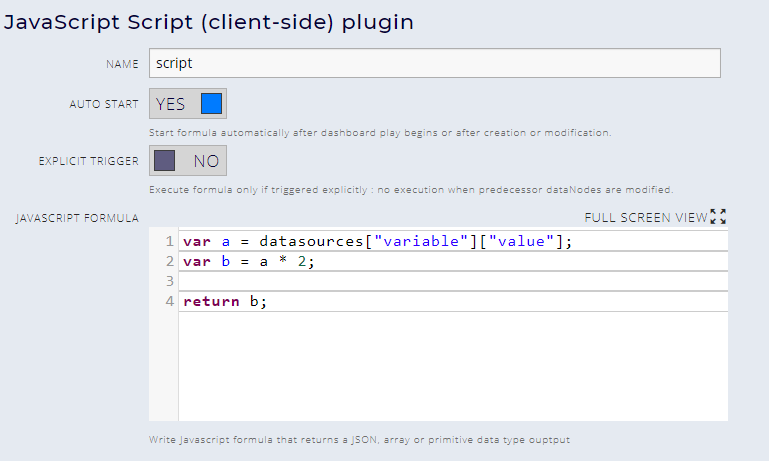 JavaScript Script (client-side) plugin
NAME script
AUTO START YES
Start formula automatically after dashboard play begins or after creation or modification.
EXPLICIT TRIGGER NO
Execute formula only if triggered explicitly : no execution when predecessor dataNodes are modified.
JAVASCRIPT FORMULA FULL SCREEN VIEW
1 var a = datasources["variable"]["value"];
2 var b = a * 2;
3
4 return b;
Write Javascript formula that returns a JSON, array or primitive data type ouptput